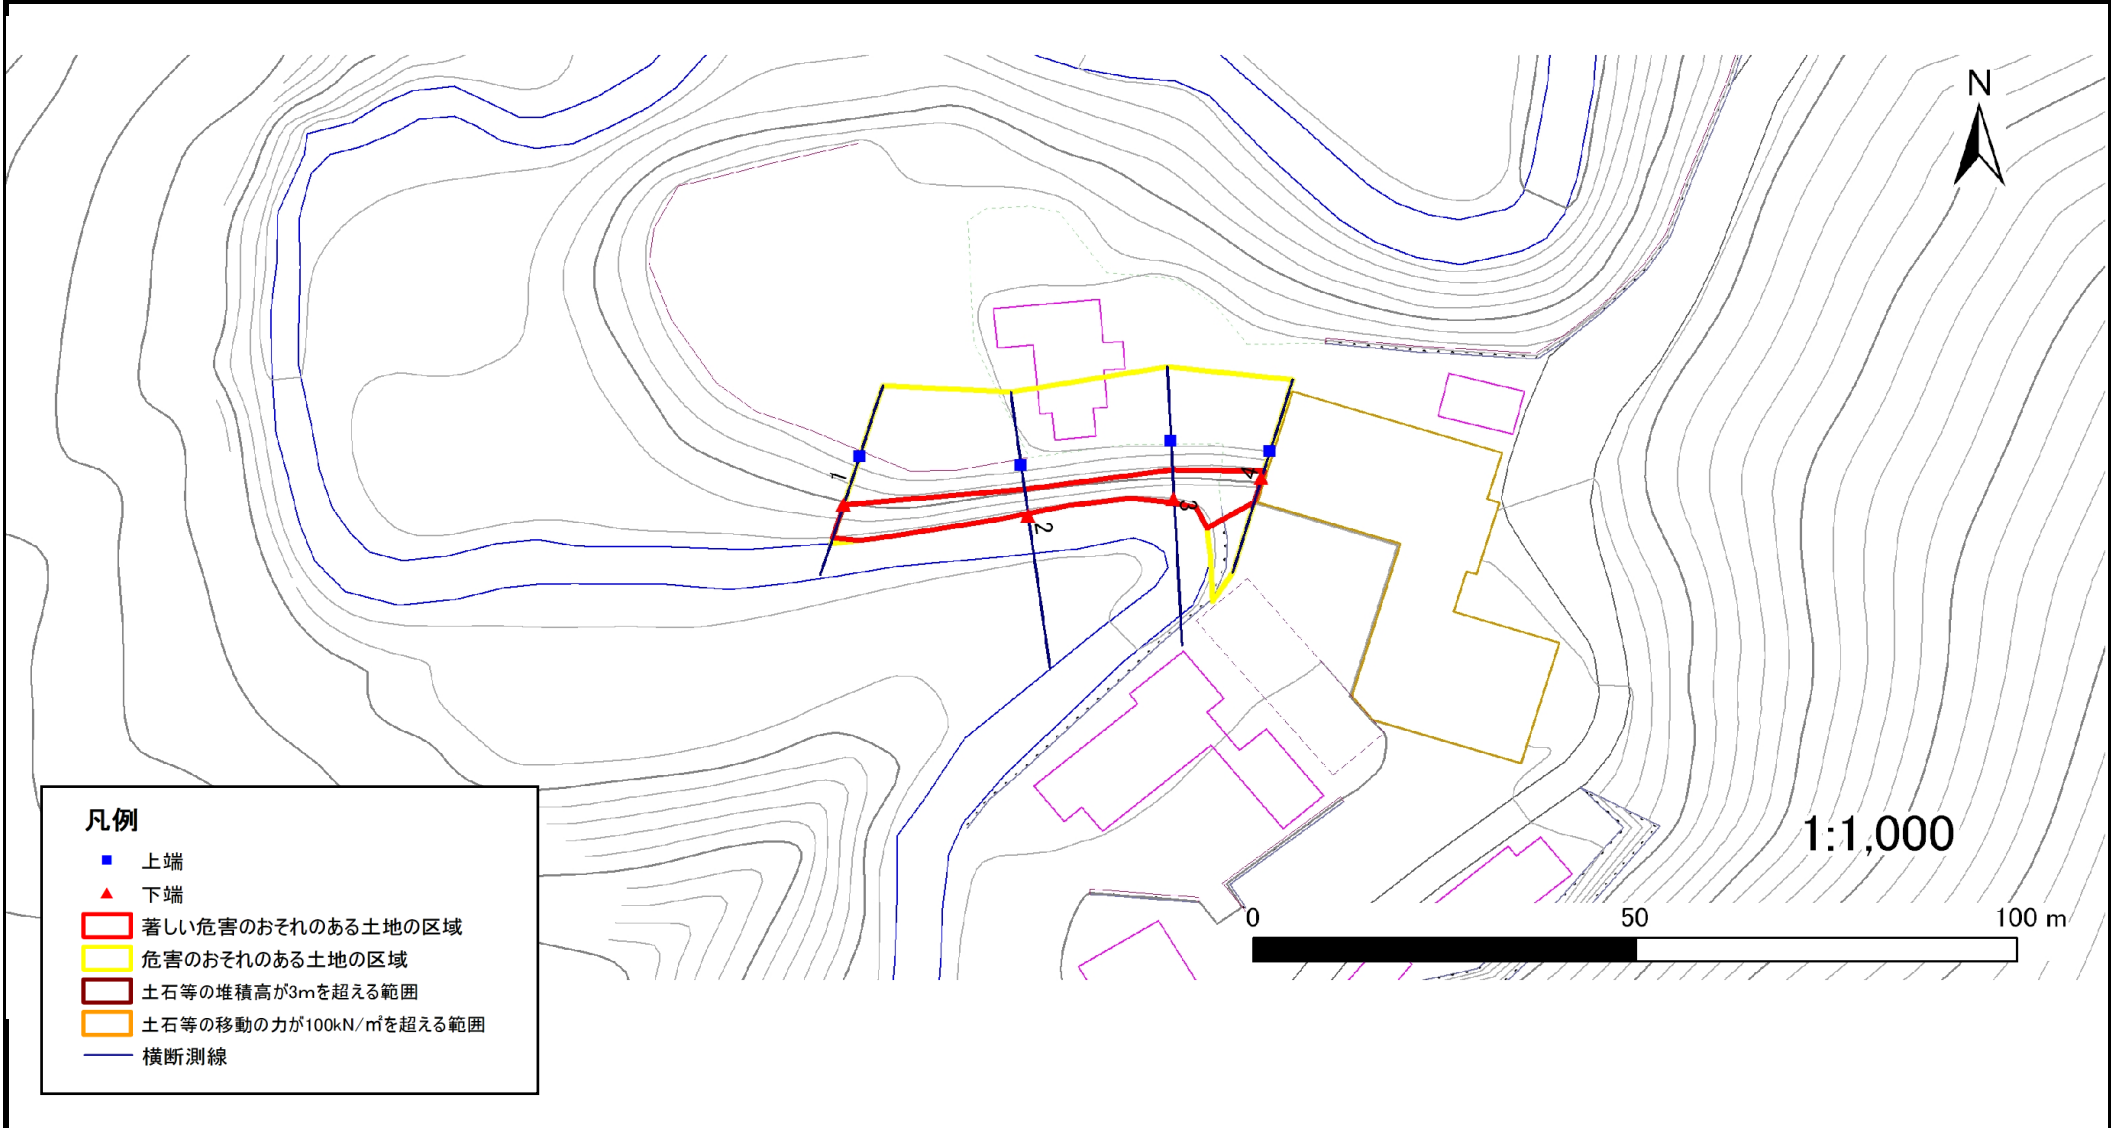 N
1
2
3
4
1:1,000
0 50 100 m
凡例
上端
下端
著しい危害のおそれのある土地の区域
危害のおそれのある土地の区域
土石等の堆積高が3mを超える範囲
土石等の移動の力が100kN/㎡を超える範囲
横断測線